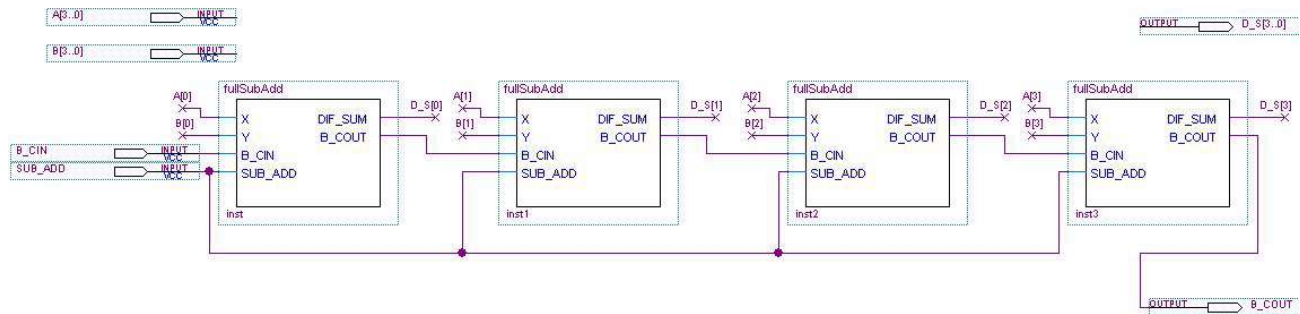 A[3..0] INPUT VCC OUTPUT D_S[3..0]
B[3..0] INPUT VCC
fullSubAdd fullSubAdd fullSubAdd fullSubAdd
A[0] D_S[0] A[1] D_S[1] A[2] D_S[2] A[3] D_S[3]
X DIF_SUM X DIF_SUM X DIF_SUM X DIF_SUM
B[0] B[1] B[2] B[3]
Y B_COUT Y B_COUT Y B_COUT Y B_COUT
B_CIN INPUT VCC B_CIN B_CIN B_CIN B_CIN
SUB_ADD INPUT VCC SUB_ADD SUB_ADD SUB_ADD SUB_ADD
inst inst1 inst2 inst3
OUTPUT B_COUT